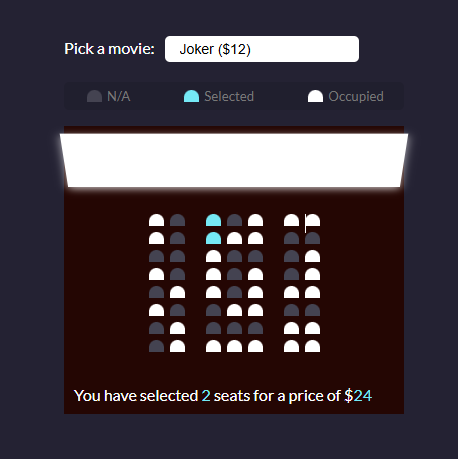 Pick a movie: Joker ($12)
N/A Selected Occupied
You have selected 2 seats for a price of $24